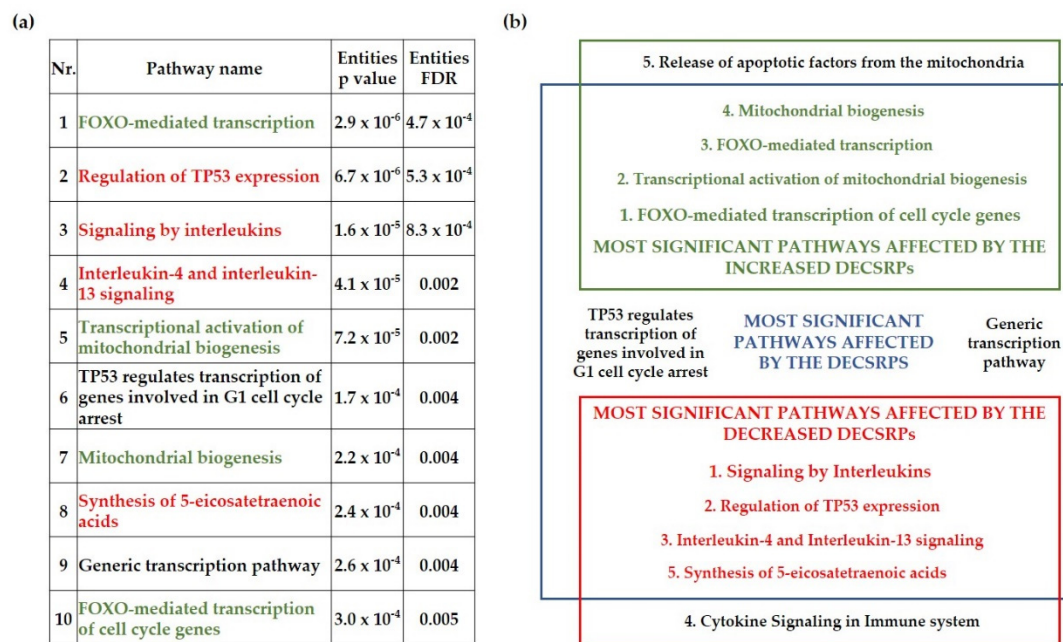 (a)
Nr. Pathway name Entities p value Entities FDR
1 FOXO-mediated transcription 2.9 x 10⁻⁶ 4.7 x 10⁻⁴
2 Regulation of TP53 expression 6.7 x 10⁻⁶ 5.3 x 10⁻⁴
3 Signaling by interleukins 1.6 x 10⁻⁵ 8.3 x 10⁻⁴
4 Interleukin-4 and interleukin-
13 signaling 4.1 x 10⁻⁵ 0.002
5 Transcriptional activation of
mitochondrial biogenesis 7.2 x 10⁻⁵ 0.002
6 TP53 regulates transcription of
genes involved in G1 cell cycle
arrest 1.7 x 10⁻⁴ 0.004
7 Mitochondrial biogenesis 2.2 x 10⁻⁴ 0.004
8 Synthesis of 5-eicosatetraenoic
acids 2.4 x 10⁻⁴ 0.004
9 Generic transcription pathway 2.6 x 10⁻⁴ 0.004
10 FOXO-mediated transcription
of cell cycle genes 3.0 x 10⁻⁴ 0.005
(b)
5. Release of apoptotic factors from the mitochondria
4. Mitochondrial biogenesis
3. FOXO-mediated transcription
2. Transcriptional activation of mitochondrial biogenesis
1. FOXO-mediated transcription of cell cycle genes
MOST SIGNIFICANT PATHWAYS AFFECTED BY THE
INCREASED DECSRPs
TP53 regulates
transcription of
genes involved in
G1 cell cycle arrest
MOST SIGNIFICANT
PATHWAYS AFFECTED
BY THE DECSRPS
Generic
transcription
pathway
MOST SIGNIFICANT PATHWAYS AFFECTED BY THE
DECREASED DECSRPs
1. Signaling by Interleukins
2. Regulation of TP53 expression
3. Interleukin-4 and Interleukin-13 signaling
5. Synthesis of 5-eicosatetraenoic acids
4. Cytokine Signaling in Immune system